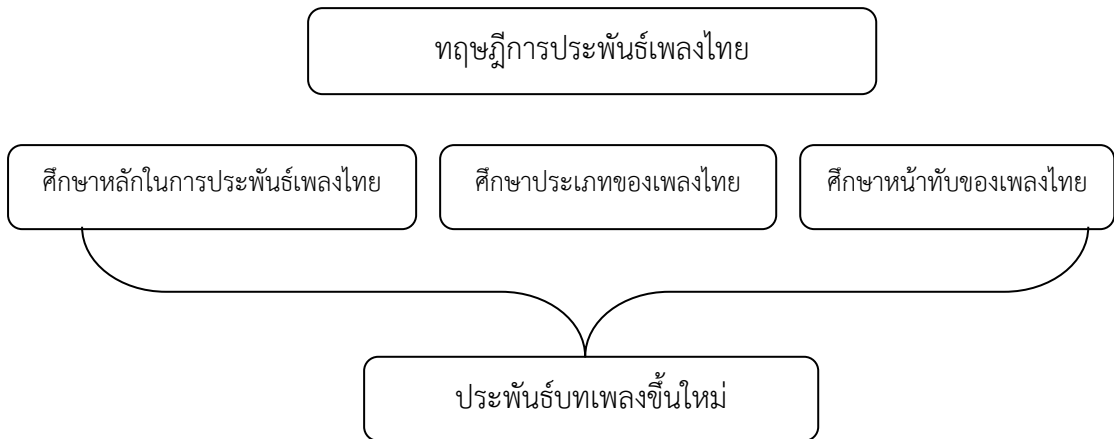 ทฤษฎีการประพันธ์เพลงไทย
ศึกษาหลักในการประพันธ์เพลงไทย
ศึกษาประเภทของเพลงไทย
ศึกษาหน้าทับของเพลงไทย
ประพันธ์บทเพลงขึ้นใหม่